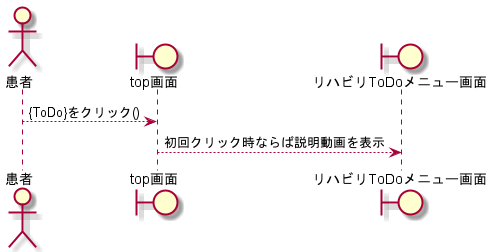 患者
top画面
リハビリToDoメニュー画面
{ToDo}をクリック()
初回クリック時ならば説明動画を表示
患者
top画面
リハビリToDoメニュー画面